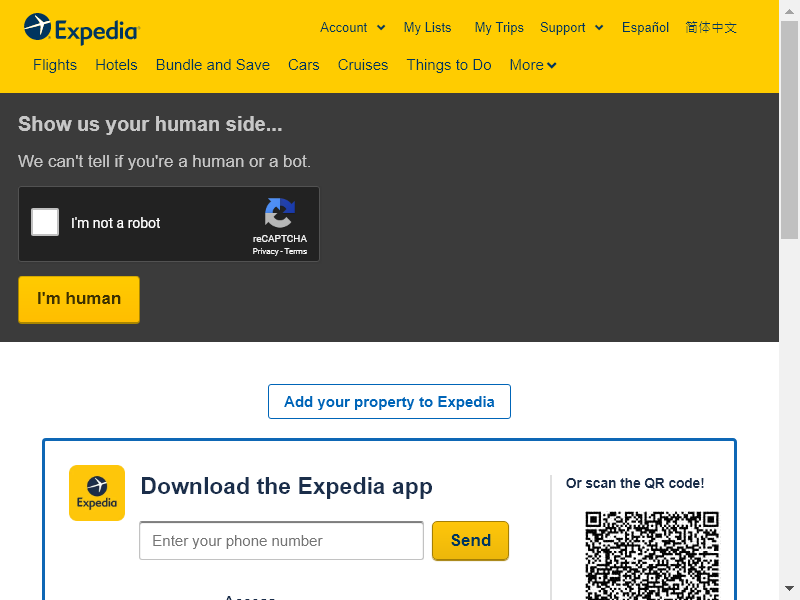 Expedia
Account My Lists My Trips Support Español 简体中文
Flights Hotels Bundle and Save Cars Cruises Things to Do More
Show us your human side...
We can't tell if you're a human or a bot.
I'm not a robot
reCAPTCHA
Privacy - Terms
I'm human
Add your property to Expedia
Expedia
Download the Expedia app
Enter your phone number
Send
Or scan the QR code!